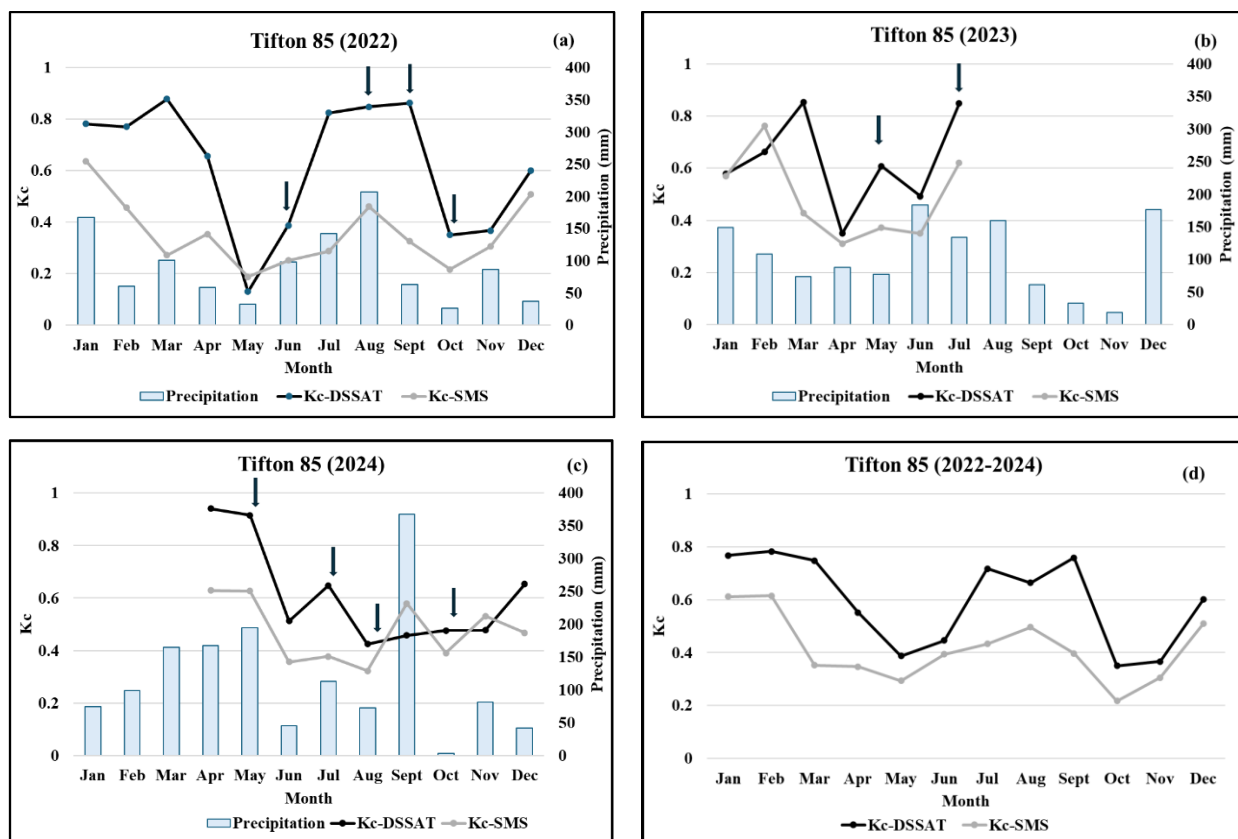 Tifton 85 (2022)
(a)
1
0.8
0.6
0.4
0.2
0
Kc
400
350
300
250
200
150
100
50
0
Precipitation (mm)
Jan Feb Mar Apr May Jun Jul Aug Sept Oct Nov Dec
Month
Precipitation Kc-DSSAT Kc-SMS
Tifton 85 (2023)
(b)
1
0.8
0.6
0.4
0.2
0
Kc
400
350
300
250
200
150
100
50
0
Precipitation (mm)
Jan Feb Mar Apr May Jun Jul Aug Sept Oct Nov Dec
Month
Precipitation Kc-DSSAT Kc-SMS
Tifton 85 (2024)
(c)
1
0.8
0.6
0.4
0.2
0
Kc
400
350
300
250
200
150
100
50
0
Precipitation (mm)
Jan Feb Mar Apr May Jun Jul Aug Sept Oct Nov Dec
Month
Precipitation Kc-DSSAT Kc-SMS
Tifton 85 (2022-2024)
(d)
1
0.8
0.6
0.4
0.2
0
Kc
Jan Feb Mar Apr May Jun Jul Aug Sept Oct Nov Dec
Month
Kc-DSSAT Kc-SMS